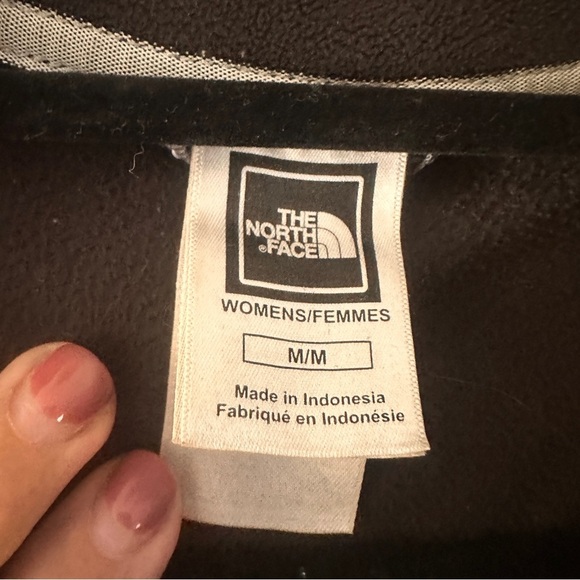 THE
NORTH
®FACE
WOMENS/FEMMES
M/M
Made in Indonesia
Fabriqué en Indonésie